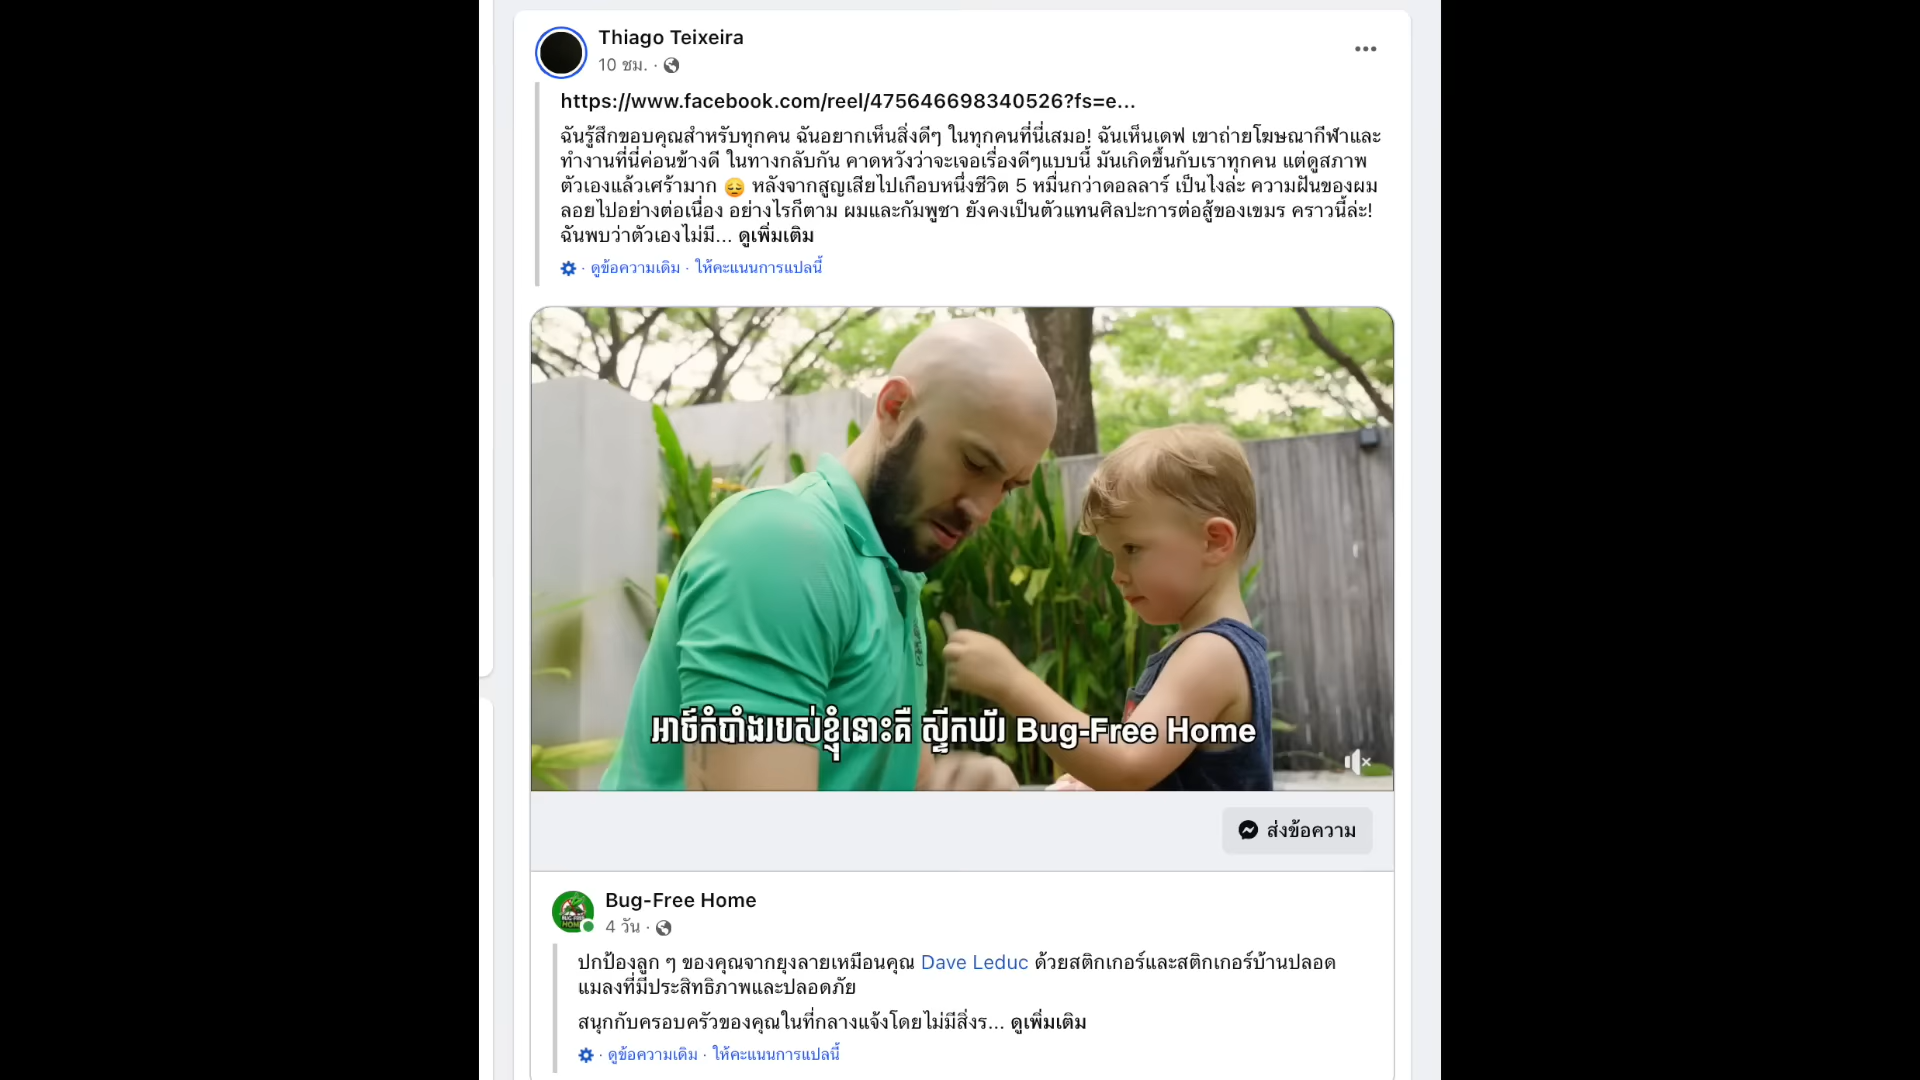 Thiago Teixeira
10 ชม. ·
https://www.facebook.com/reel/475646698340526?fs=e...
ฉันรู้สึกขอบคุณสำหรับทุกคน ฉันอยากเห็นสิ่งดีๆ ในทุกคนที่นี่เสมอ! ฉันเห็นเดฟ เขาถ่ายโฆษณากีฬาและ
ทำงานที่นี่ค่อนข้างดี ในทางกลับกัน คาดหวังว่าจะเจอเรื่องดีๆแบบนี้ มันเกิดขึ้นกับเราทุกคน แต่ดูสภาพ
ตัวเองแล้วเศร้ามาก 😔 หลังจากสูญเสียไปเกือบหนึ่งชีวิต 5 หมื่นกว่าดอลลาร์ เป็นไงล่ะ ความฝันของผม
ลอยไปอย่างต่อเนื่อง อย่างไรก็ตาม ผมและกัมพูชา ยังคงเป็นตัวแทนศิลปะการต่อสู้ของเขมร คราวนี้ล่ะ!
ฉันพบว่าตัวเองไม่มี... ดูเพิ่มเติม
· ดูข้อความเดิม · ให้คะแนนการแปลนี้
អាថ៌កំបាំងរបស់ខ្ញុំនោះគឺ ស្ទីកឃើរ Bug-Free Home
ส่งข้อความ
Bug-Free Home
4 วัน ·
ปกป้องลูก ๆ ของคุณจากยุงลายเหมือนคุณ Dave Leduc ด้วยสติกเกอร์และสติกเกอร์บ้านปลอด
แมลงที่มีประสิทธิภาพและปลอดภัย
สนุกกับครอบครัวของคุณในที่กลางแจ้งโดยไม่มีสิ่งร... ดูเพิ่มเติม
· ดูข้อความเดิม · ให้คะแนนการแปลนี้